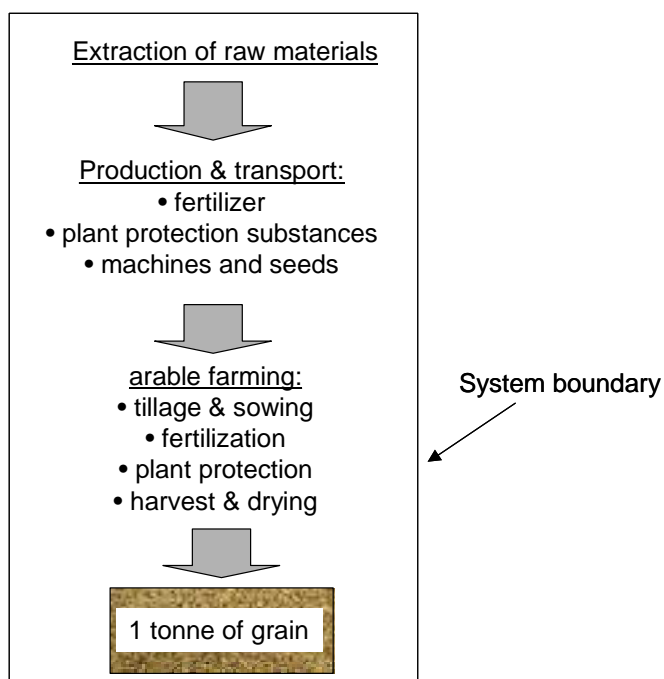 Extraction of raw materials
Production & transport:
• fertilizer
• plant protection substances
• machines and seeds
arable farming:
• tillage & sowing
• fertilization
• plant protection
• harvest & drying
System boundary
1 tonne of grain